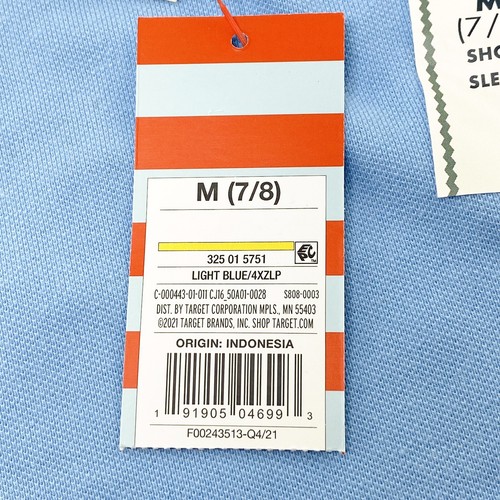 M (7/8)
325 01 5751
LIGHT BLUE/4XZLP
C-000443-01-011 CJ16_50A01-0028 S808-0003
DIST. BY TARGET CORPORATION MPLS., MN 55403
©2021 TARGET BRANDS, INC. SHOP TARGET.COM
ORIGIN: INDONESIA
1 91905 04699 3
F00243513-Q4/21
M
(7/
SHO
SLE